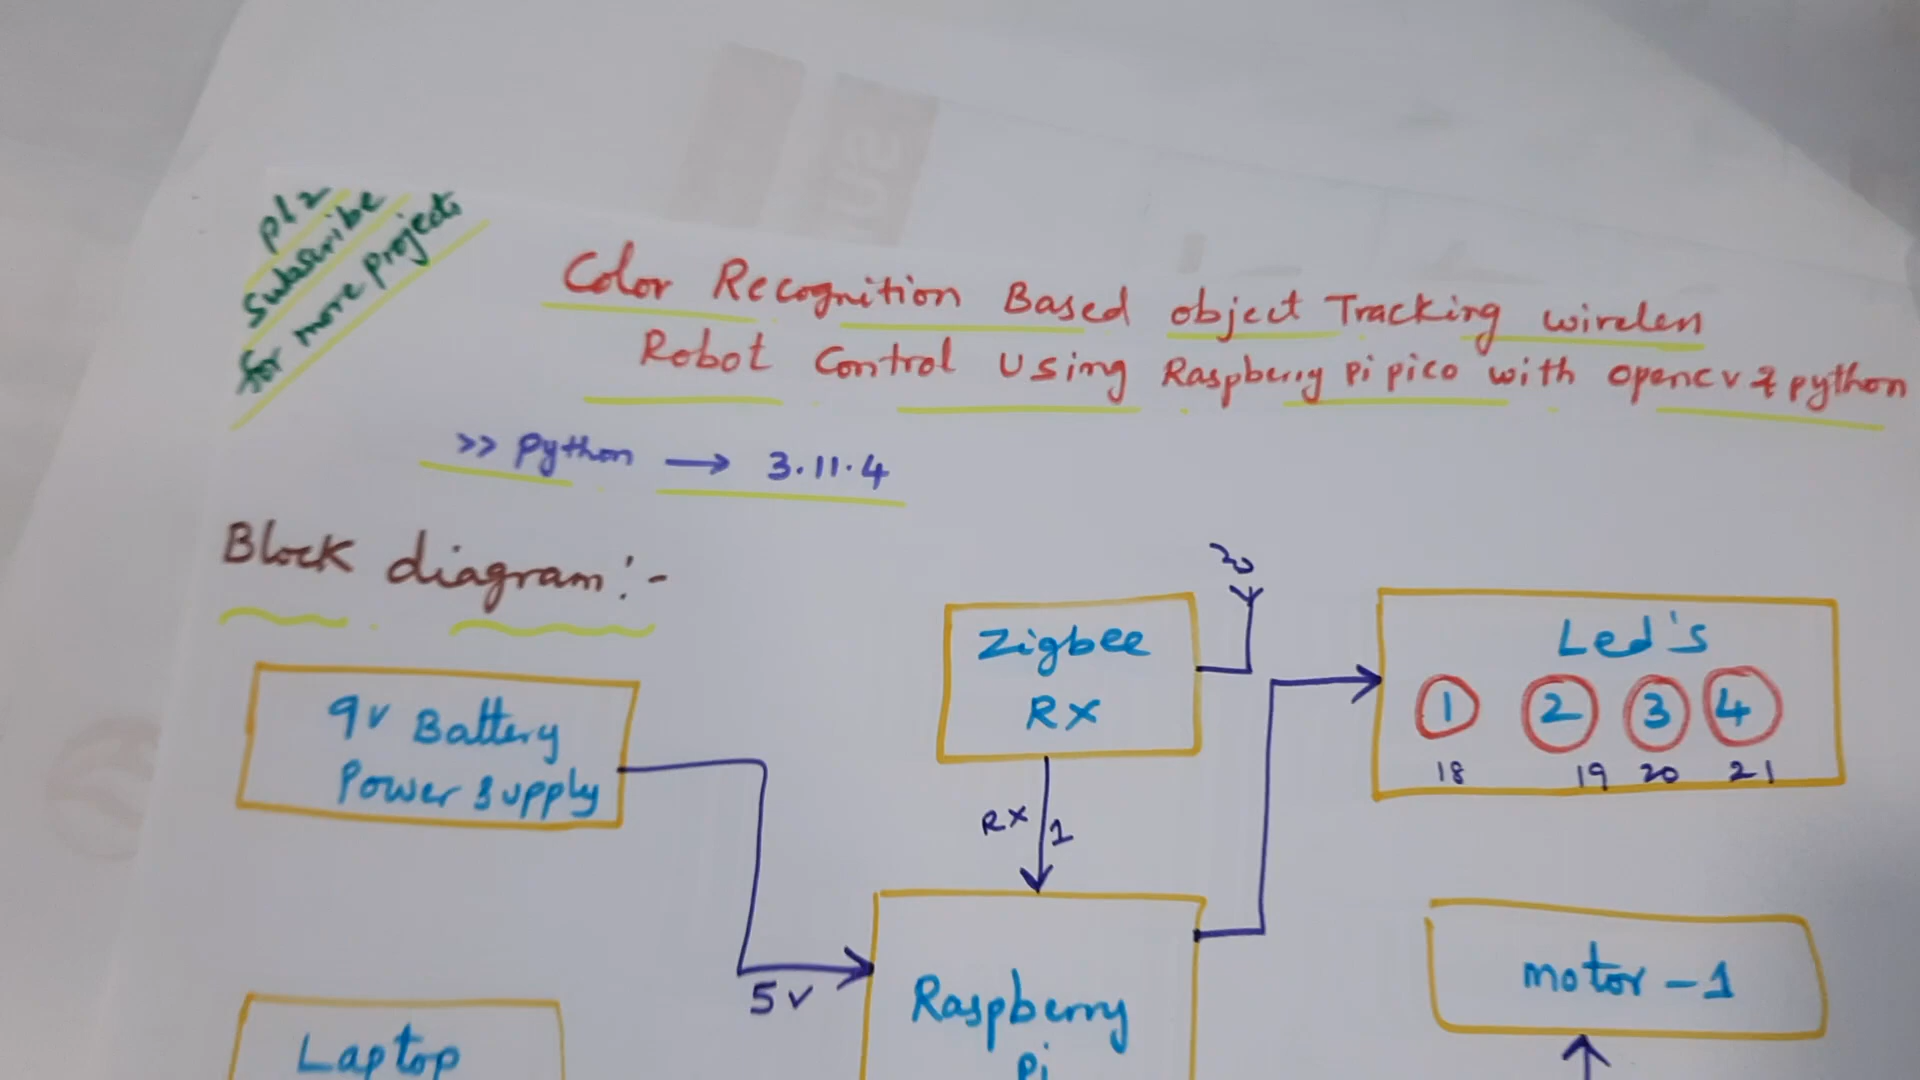 plz
Subscribe
for more projects
Color Recognition Based object Tracking wireless
Robot Control Using Raspberry pi pico with opencv & python
>> python → 3.11.4
Block diagram:-
Zigbee
RX
Led's
1 2 3 4
18 19 20 21
9v Battery
Power supply
RX 1
5v
Raspberry
Pi
motor-1
Laptop